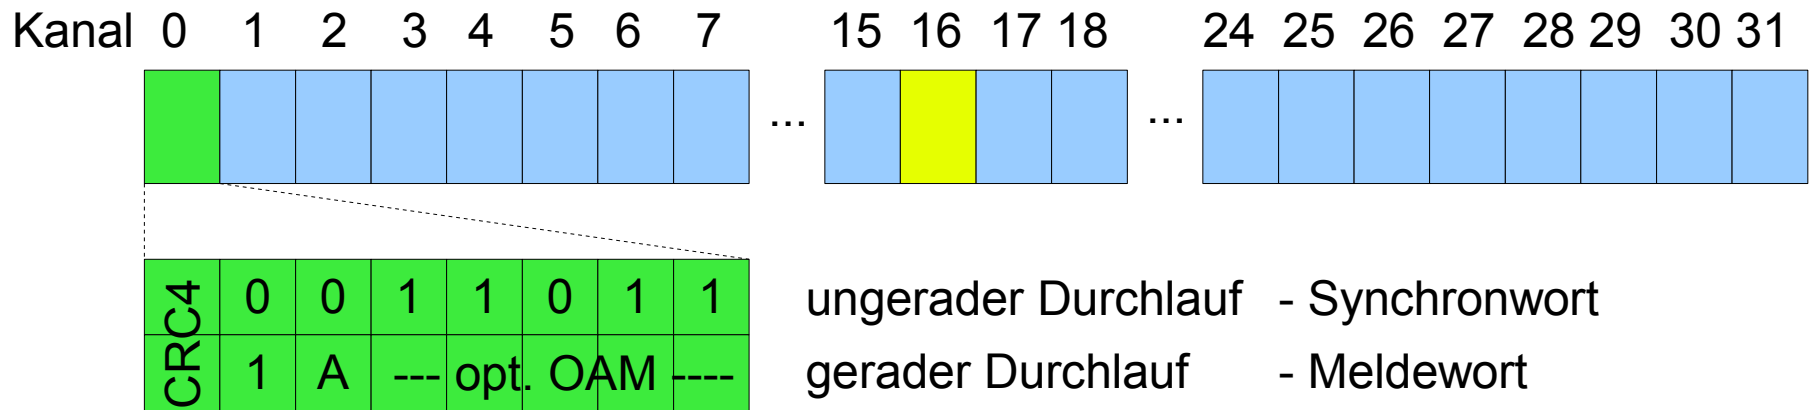 Kanal 0 1 2 3 4 5 6 7 15 16 17 18 24 25 26 27 28 29 30 31
... ...
CRC4
0 0 1 1 0 1 1 ungerader Durchlauf - Synchronwort
1 A --- opt. OAM ---- gerader Durchlauf - Meldewort